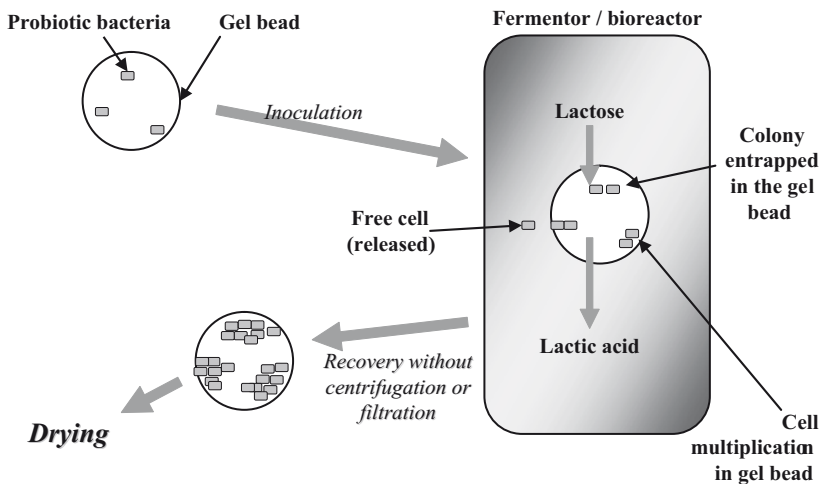 Fermentor / bioreactor
Probiotic bacteria
Gel bead
Inoculation
Lactose
Colony
entrapped
in the gel
bead
Free cell
(released)
Lactic acid
Recovery without
centrifugation or
filtration
Drying
Cell
multiplication
in gel bead